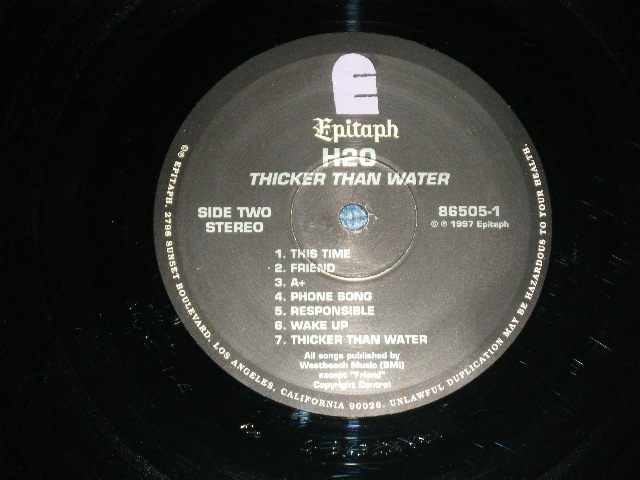 Epitaph
H2O
THICKER THAN WATER
SIDE TWO
STEREO
86505-1
© ℗ 1997 Epitaph
1. THIS TIME
2. FRIEND
3. A+
4. PHONE SONG
5. RESPONSIBLE
6. WAKE UP
7. THICKER THAN WATER
All songs published by
Westbeach Music (BMI)
except "Friend"
Copyright Control
© EPITAPH, 2798 SUNSET BOULEVARD, LOS ANGELES, CALIFORNIA 90026. UNLAWFUL DUPLICATION MAY BE HAZARDOUS TO YOUR HEALTH.